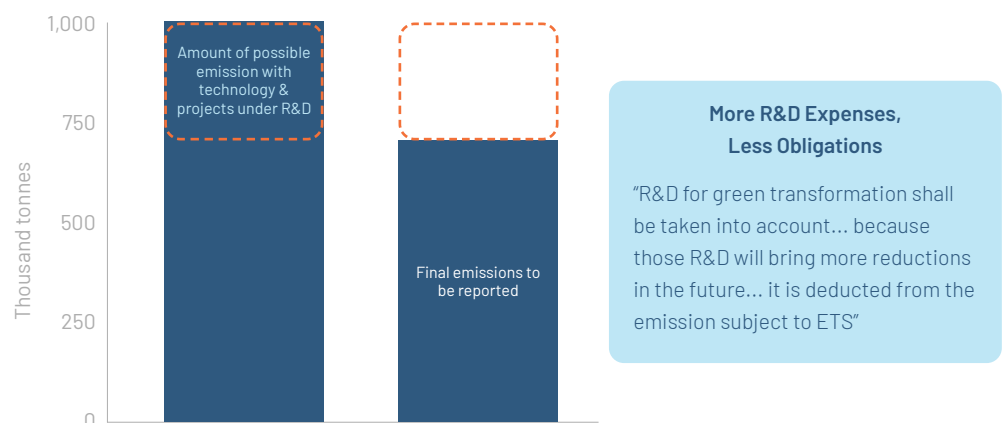 1,000
750
500
250
0
Thousand tonnes
Amount of possible
emission with
technology &
projects under R&D
Final emissions to
be reported
More R&D Expenses,
Less Obligations
“R&D for green transformation shall
be taken into account... because
those R&D will bring more reductions
in the future... it is deducted from the
emission subject to ETS”